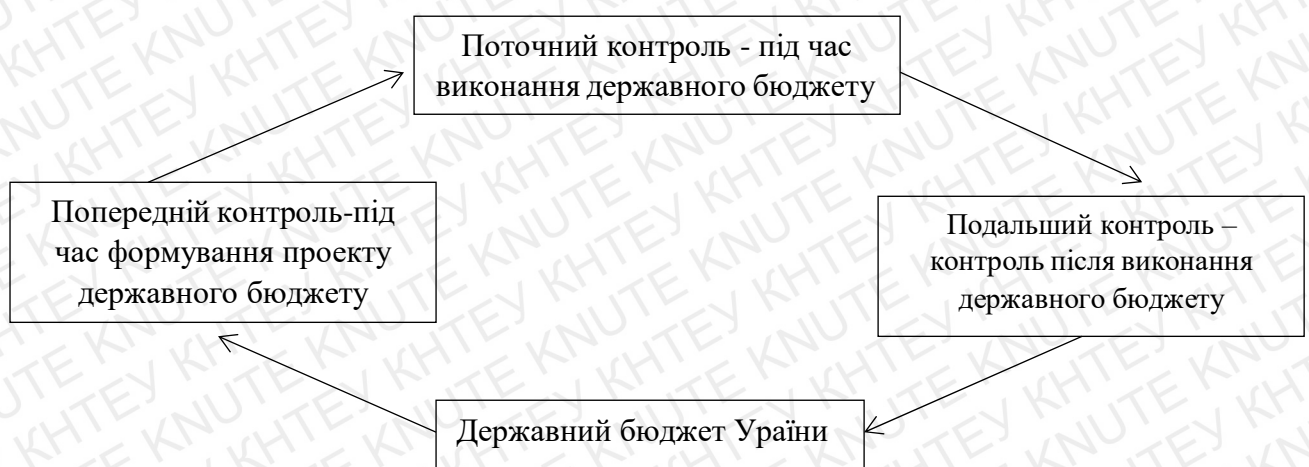 Поточний контроль - під час
виконання державного бюджету
Попередній контроль-під
час формування проекту
державного бюджету
Подальший контроль –
контроль після виконання
державного бюджету
Державний бюджет Ураїни